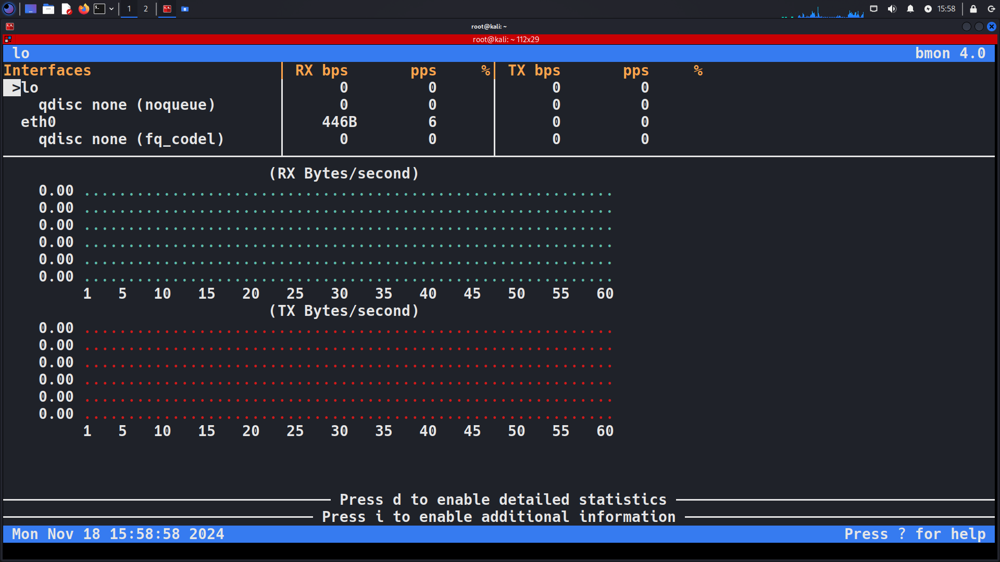 1 2 15:58
root@kali: ~
root@kali: ~ 112x29
lo bmon 4.0
Interfaces RX bps pps % TX bps pps %
>lo 0 0 0 0
qdisc none (noqueue) 0 0 0 0
eth0 446B 6 0 0
qdisc none (fq_codel) 0 0 0 0
(RX Bytes/second)
0.00 ............................................................
0.00 ............................................................
0.00 ............................................................
0.00 ............................................................
0.00 ............................................................
0.00 ............................................................
1 5 10 15 20 25 30 35 40 45 50 55 60
(TX Bytes/second)
0.00 ............................................................
0.00 ............................................................
0.00 ............................................................
0.00 ............................................................
0.00 ............................................................
0.00 ............................................................
1 5 10 15 20 25 30 35 40 45 50 55 60
Press d to enable detailed statistics
Press i to enable additional information
Mon Nov 18 15:58:58 2024 Press ? for help